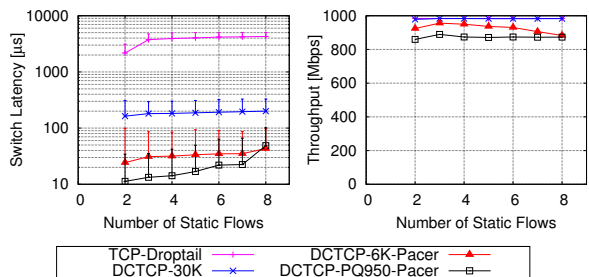 10000
1000
100
10
Switch Latency [µs]
0 2 4 6 8
Number of Static Flows
1000
800
600
400
200
0
Throughput [Mbps]
0 2 4 6 8
Number of Static Flows
TCP-Droptail DCTCP-6K-Pacer
DCTCP-30K DCTCP-PQ950-Pacer